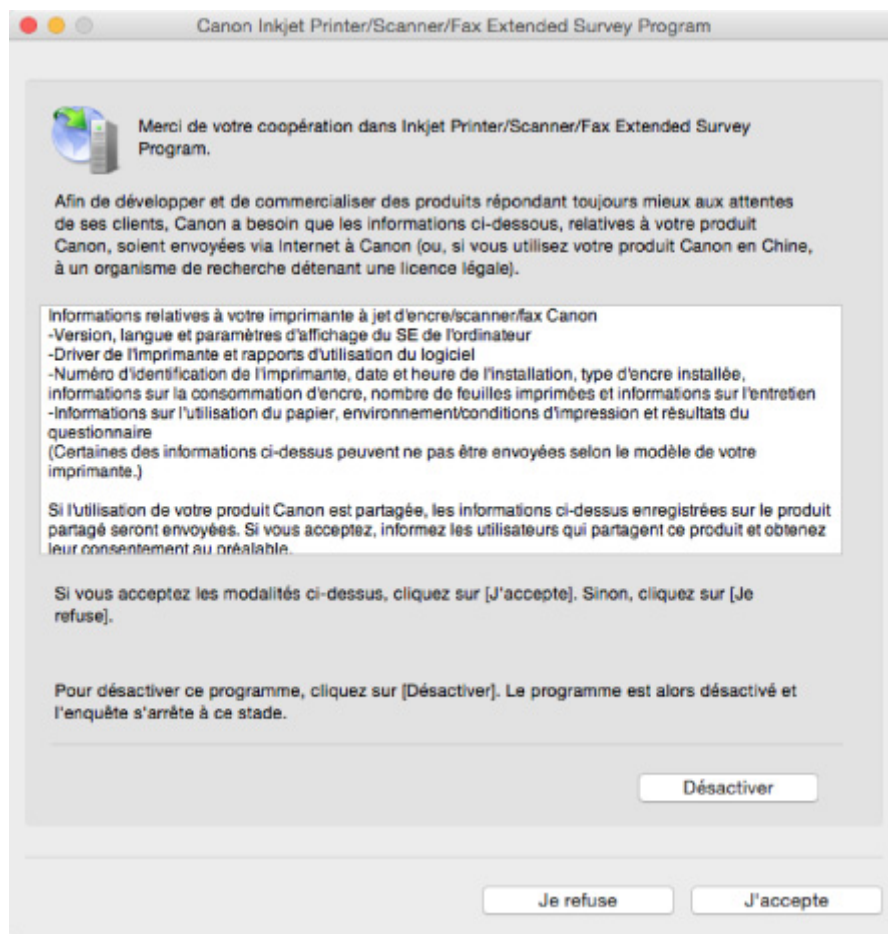 Canon Inkjet Printer/Scanner/Fax Extended Survey Program
Merci de votre coopération dans Inkjet Printer/Scanner/Fax Extended Survey
Program.
Afin de développer et de commercialiser des produits répondant toujours mieux aux attentes
de ses clients, Canon a besoin que les informations ci-dessous, relatives à votre produit
Canon, soient envoyées via Internet à Canon (ou, si vous utilisez votre produit Canon en Chine,
à un organisme de recherche détenant une licence légale).
Informations relatives à votre imprimante à jet d'encre/scanner/fax Canon
-Version, langue et paramètres d'affichage du SE de l'ordinateur
-Driver de l'imprimante et rapports d'utilisation du logiciel
-Numéro d'identification de l'imprimante, date et heure de l'installation, type d'encre installée,
informations sur la consommation d'encre, nombre de feuilles imprimées et informations sur l'entretien
-Informations sur l'utilisation du papier, environnement/conditions d'impression et résultats du
questionnaire
(Certaines des informations ci-dessus peuvent ne pas être envoyées selon le modèle de votre
imprimante.)
Si l'utilisation de votre produit Canon est partagée, les informations ci-dessus enregistrées sur le produit
partagé seront envoyées. Si vous acceptez, informez les utilisateurs qui partagent ce produit et obtenez
leur consentement au préalable.
Si vous acceptez les modalités ci-dessus, cliquez sur [J'accepte]. Sinon, cliquez sur [Je
refuse].
Pour désactiver ce programme, cliquez sur [Désactiver]. Le programme est alors désactivé et
l'enquête s'arrête à ce stade.
Désactiver
Je refuse
J'accepte